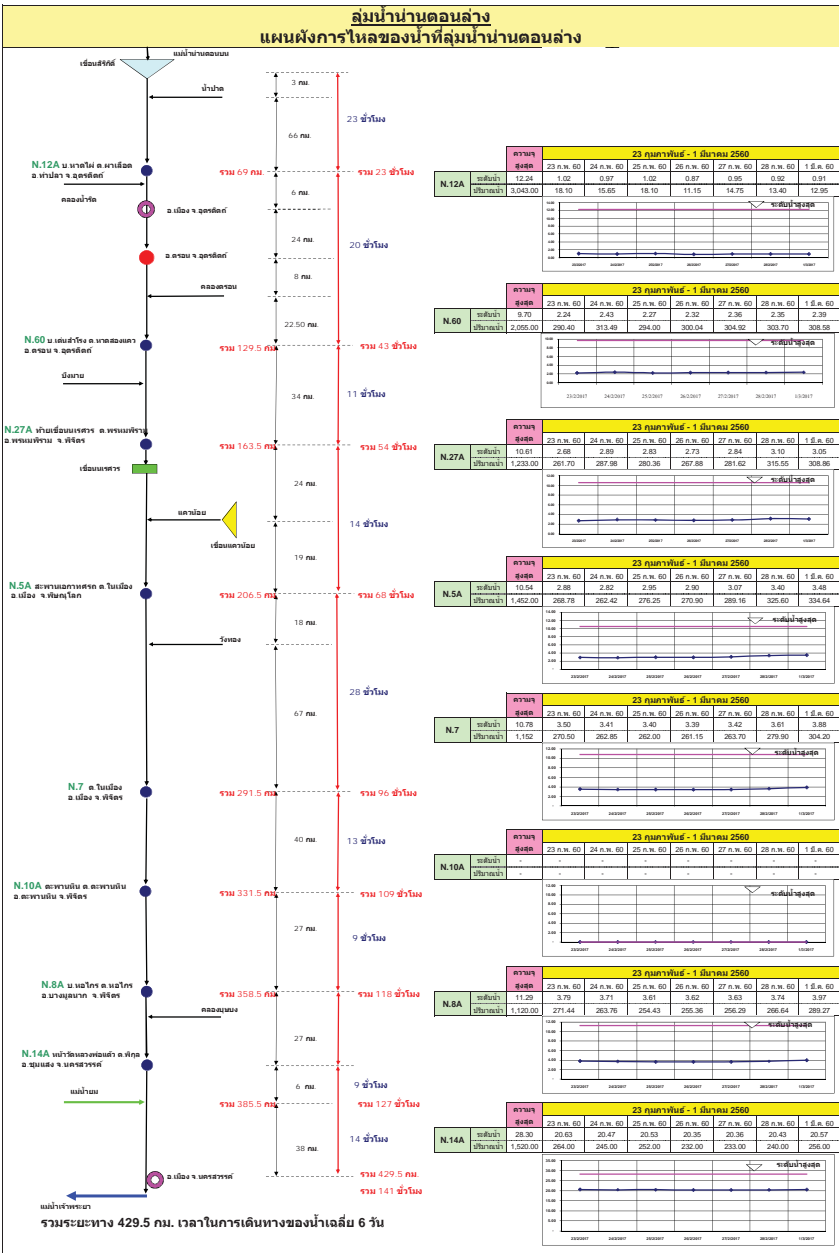 ลุ่มน้ำน่านตอนล่าง
แผนผังการไหลของน้ำที่ลุ่มน้ำน่านตอนล่าง
แม่น้ำน่านตอนบน
เขื่อนสิริกิติ์
น้ำปาด
3 กม.
23 ชั่วโมง
66 กม.
N.12A บ.หาดไผ่ ต.ผาเลือด
อ.ท่าปลา จ.อุตรดิตถ์
รวม 69 กม.
รวม 23 ชั่วโมง
คลองน้ำริด
6 กม.
อ.เมือง จ.อุตรดิตถ์
24 กม.
20 ชั่วโมง
อ.ตรอน จ.อุตรดิตถ์
8 กม.
คลองตรอน
22.50 กม.
N.60 บ.เด่นสำโรง ต.หาดสองแคว
อ.ตรอน จ.อุตรดิตถ์
รวม 129.5 กม.
รวม 43 ชั่วโมง
บึงมาย
34 กม.
11 ชั่วโมง
N.27A ท้ายเขื่อนนเรศวร ต.พรหมพิราม
อ.พรหมพิราม จ.พิจิตร
รวม 163.5 กม.
รวม 54 ชั่วโมง
เขื่อนนเรศวร
24 กม.
แควน้อย
14 ชั่วโมง
เขื่อนแควน้อย
19 กม.
N.5A สะพานเอกาทศรถ ต.ในเมือง
อ.เมือง จ.พิษณุโลก
รวม 206.5 กม.
รวม 68 ชั่วโมง
18 กม.
วังทอง
28 ชั่วโมง
67 กม.
N.7 ต.ในเมือง
อ.เมือง จ.พิจิตร
รวม 291.5 กม.
รวม 96 ชั่วโมง
40 กม.
13 ชั่วโมง
N.10A ตะพานหิน ต.ตะพานหิน
อ.ตะพานหิน จ.พิจิตร
รวม 331.5 กม.
รวม 109 ชั่วโมง
27 กม.
9 ชั่วโมง
N.8A บ.หอไกร ต.หอไกร
อ.บางมูลนาก จ.พิจิตร
รวม 358.5 กม.
รวม 118 ชั่วโมง
คลองบุษบง
27 กม.
N.14A หน้าวัดหลวงพ่อแก้ว ต.พิกุล
อ.ชุมแสง จ.นครสวรรค์
6 กม.
9 ชั่วโมง
แม่น้ำยม
รวม 385.5 กม.
รวม 127 ชั่วโมง
38 กม.
14 ชั่วโมง
อ.เมือง จ.นครสวรรค์
รวม 429.5 กม.
รวม 141 ชั่วโมง
แม่น้ำเจ้าพระยา
รวมระยะทาง 429.5 กม. เวลาในการเดินทางของน้ำเฉลี่ย 6 วัน
ความจุสูงสุด 23 กุมภาพันธ์ - 1 มีนาคม 2560
23 ก.พ. 60 24 ก.พ. 60 25 ก.พ. 60 26 ก.พ. 60 27 ก.พ. 60 28 ก.พ. 60 1 มี.ค. 60
N.12A
ระดับน้ำ 12.24 1.02 0.97 1.02 0.87 0.95 0.92 0.91
ปริมาณน้ำ 3,043.00 18.10 15.65 18.10 11.15 14.75 13.40 12.95
ระดับน้ำสูงสุด
ความจุสูงสุด 23 กุมภาพันธ์ - 1 มีนาคม 2560
23 ก.พ. 60 24 ก.พ. 60 25 ก.พ. 60 26 ก.พ. 60 27 ก.พ. 60 28 ก.พ. 60 1 มี.ค. 60
N.60
ระดับน้ำ 9.70 2.24 2.43 2.27 2.32 2.36 2.35 2.39
ปริมาณน้ำ 2,055.00 290.40 313.49 294.00 300.04 304.92 303.70 308.58
ระดับน้ำสูงสุด
ความจุสูงสุด 23 กุมภาพันธ์ - 1 มีนาคม 2560
23 ก.พ. 60 24 ก.พ. 60 25 ก.พ. 60 26 ก.พ. 60 27 ก.พ. 60 28 ก.พ. 60 1 มี.ค. 60
N.27A
ระดับน้ำ 10.61 2.68 2.89 2.83 2.73 2.84 3.10 3.05
ปริมาณน้ำ 1,233.00 261.70 287.98 280.36 267.88 281.62 315.55 308.86
ระดับน้ำสูงสุด
ความจุสูงสุด 23 กุมภาพันธ์ - 1 มีนาคม 2560
23 ก.พ. 60 24 ก.พ. 60 25 ก.พ. 60 26 ก.พ. 60 27 ก.พ. 60 28 ก.พ. 60 1 มี.ค. 60
N.5A
ระดับน้ำ 10.54 2.88 2.82 2.95 2.90 3.07 3.40 3.48
ปริมาณน้ำ 1,452.00 268.78 262.42 276.25 270.90 289.16 325.60 334.64
ระดับน้ำสูงสุด
ความจุสูงสุด 23 กุมภาพันธ์ - 1 มีนาคม 2560
23 ก.พ. 60 24 ก.พ. 60 25 ก.พ. 60 26 ก.พ. 60 27 ก.พ. 60 28 ก.พ. 60 1 มี.ค. 60
N.7
ระดับน้ำ 10.78 3.50 3.41 3.40 3.39 3.42 3.61 3.88
ปริมาณน้ำ 1,152 270.50 262.85 262.00 261.15 263.70 279.90 304.20
ระดับน้ำสูงสุด
ความจุสูงสุด 23 กุมภาพันธ์ - 1 มีนาคม 2560
23 ก.พ. 60 24 ก.พ. 60 25 ก.พ. 60 26 ก.พ. 60 27 ก.พ. 60 28 ก.พ. 60 1 มี.ค. 60
N.10A
ระดับน้ำ - - - - - - - -
ปริมาณน้ำ - - - - - - - -
ระดับน้ำสูงสุด
ความจุสูงสุด 23 กุมภาพันธ์ - 1 มีนาคม 2560
23 ก.พ. 60 24 ก.พ. 60 25 ก.พ. 60 26 ก.พ. 60 27 ก.พ. 60 28 ก.พ. 60 1 มี.ค. 60
N.8A
ระดับน้ำ 11.29 3.79 3.71 3.61 3.62 3.63 3.74 3.97
ปริมาณน้ำ 1,120.00 271.44 263.76 254.43 255.36 256.29 266.64 289.27
ระดับน้ำสูงสุด
ความจุสูงสุด 23 กุมภาพันธ์ - 1 มีนาคม 2560
23 ก.พ. 60 24 ก.พ. 60 25 ก.พ. 60 26 ก.พ. 60 27 ก.พ. 60 28 ก.พ. 60 1 มี.ค. 60
N.14A
ระดับน้ำ 28.30 20.63 20.47 20.53 20.35 20.36 20.43 20.57
ปริมาณน้ำ 1,520.00 264.00 245.00 252.00 232.00 233.00 240.00 256.00
ระดับน้ำสูงสุด